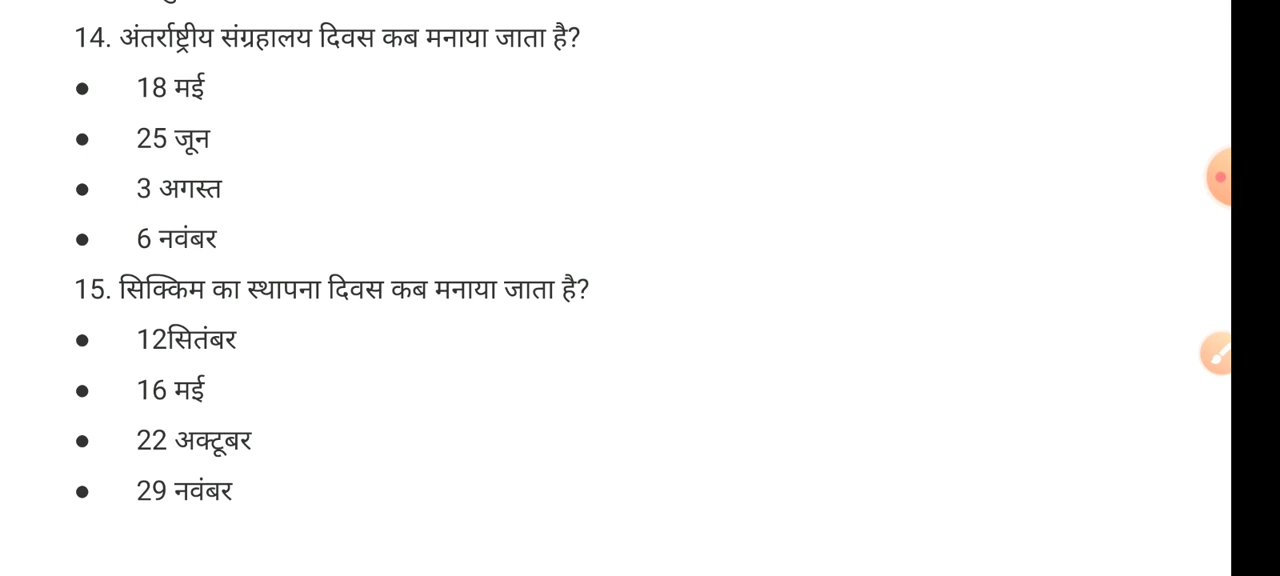 14. अंतर्राष्ट्रीय संग्रहालय दिवस कब मनाया जाता है?
● 18 मई
● 25 जून
● 3 अगस्त
● 6 नवंबर
15. सिक्किम का स्थापना दिवस कब मनाया जाता है?
● 12सितंबर
● 16 मई
● 22 अक्टूबर
● 29 नवंबर